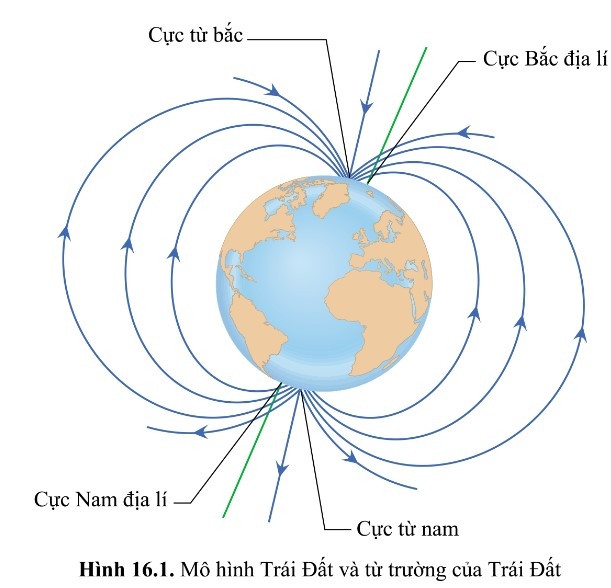 Cực từ bắc
Cực Bắc địa lí
Cực Nam địa lí
Cực từ nam
Hình 16.1. Mô hình Trái Đất và từ trường của Trái Đất